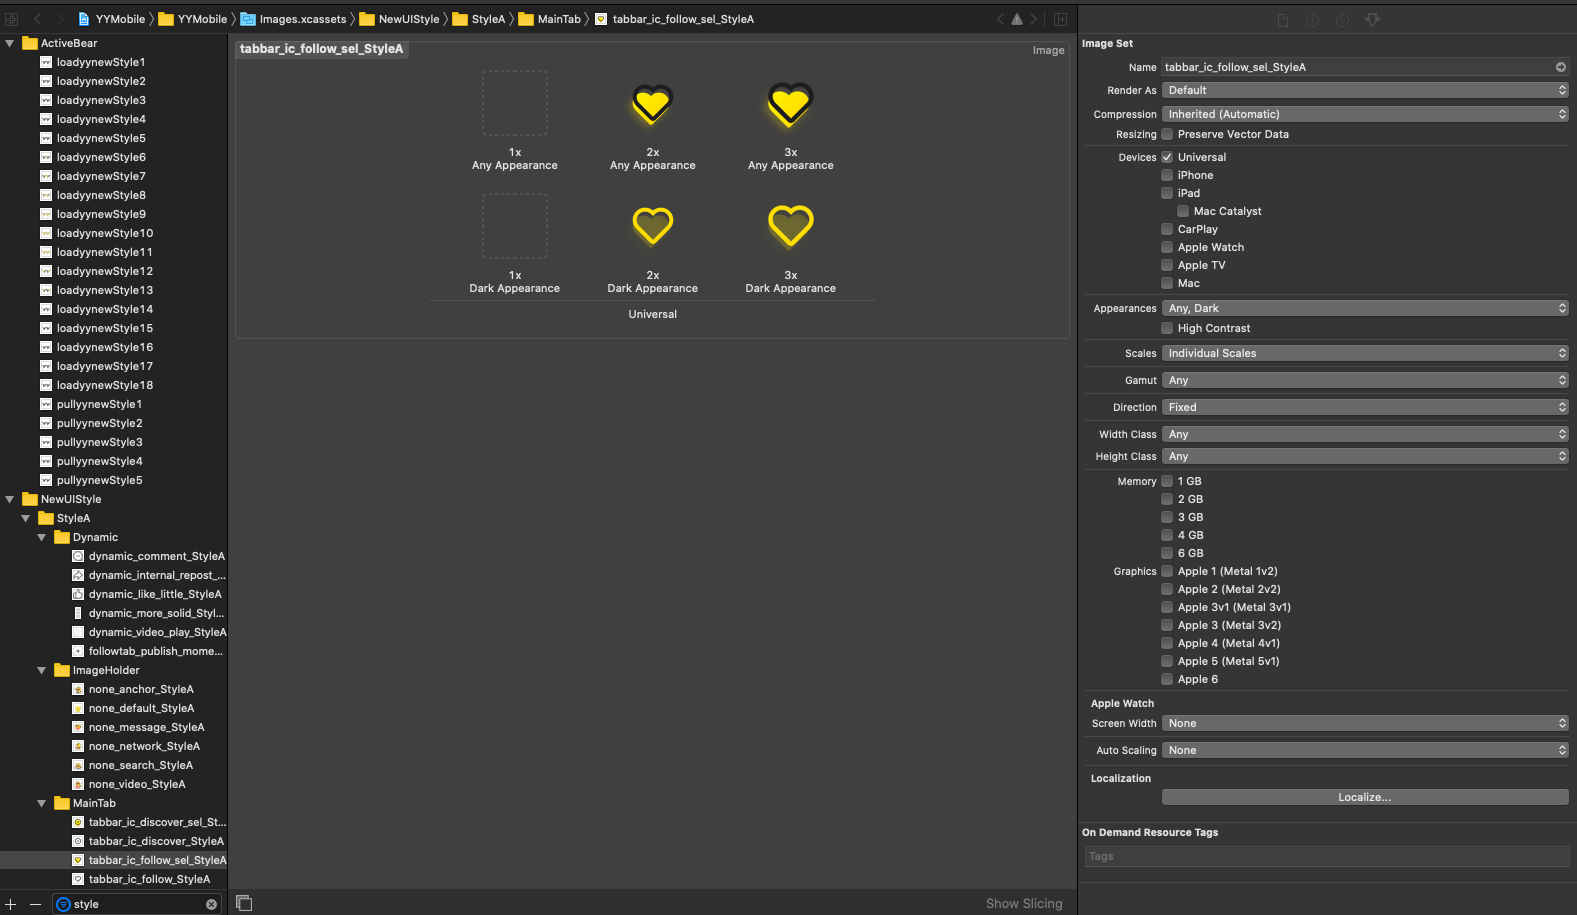 YYMobile
YYMobile
Images.xcassets
NewUIStyle
StyleA
MainTab
tabbar_ic_follow_sel_StyleA
ActiveBear
loadyynewStyle1
loadyynewStyle2
loadyynewStyle3
loadyynewStyle4
loadyynewStyle5
loadyynewStyle6
loadyynewStyle7
loadyynewStyle8
loadyynewStyle9
loadyynewStyle10
loadyynewStyle11
loadyynewStyle12
loadyynewStyle13
loadyynewStyle14
loadyynewStyle15
loadyynewStyle16
loadyynewStyle17
loadyynewStyle18
pullyynewStyle1
pullyynewStyle2
pullyynewStyle3
pullyynewStyle4
pullyynewStyle5
NewUIStyle
StyleA
Dynamic
dynamic_comment_StyleA
dynamic_internal_repost_...
dynamic_like_little_StyleA
dynamic_more_solid_Styl...
dynamic_video_play_StyleA
followtab_publish_mome...
ImageHolder
none_anchor_StyleA
none_default_StyleA
none_message_StyleA
none_network_StyleA
none_search_StyleA
none_video_StyleA
MainTab
tabbar_ic_discover_sel_St...
tabbar_ic_discover_StyleA
tabbar_ic_follow_sel_StyleA
tabbar_ic_follow_StyleA
style
tabbar_ic_follow_sel_StyleA
Image
1x
Any Appearance
2x
Any Appearance
3x
Any Appearance
1x
Dark Appearance
2x
Dark Appearance
3x
Dark Appearance
Universal
Show Slicing
Image Set
Name tabbar_ic_follow_sel_StyleA
Render As Default
Compression Inherited (Automatic)
Resizing Preserve Vector Data
Devices Universal
iPhone
iPad
Mac Catalyst
CarPlay
Apple Watch
Apple TV
Mac
Appearances Any, Dark
High Contrast
Scales Individual Scales
Gamut Any
Direction Fixed
Width Class Any
Height Class Any
Memory 1 GB
2 GB
3 GB
4 GB
6 GB
Graphics Apple 1 (Metal 1v2)
Apple 2 (Metal 2v2)
Apple 3v1 (Metal 3v1)
Apple 3 (Metal 3v2)
Apple 4 (Metal 4v1)
Apple 5 (Metal 5v1)
Apple 6
Apple Watch
Screen Width None
Auto Scaling None
Localization
Localize...
On Demand Resource Tags
Tags